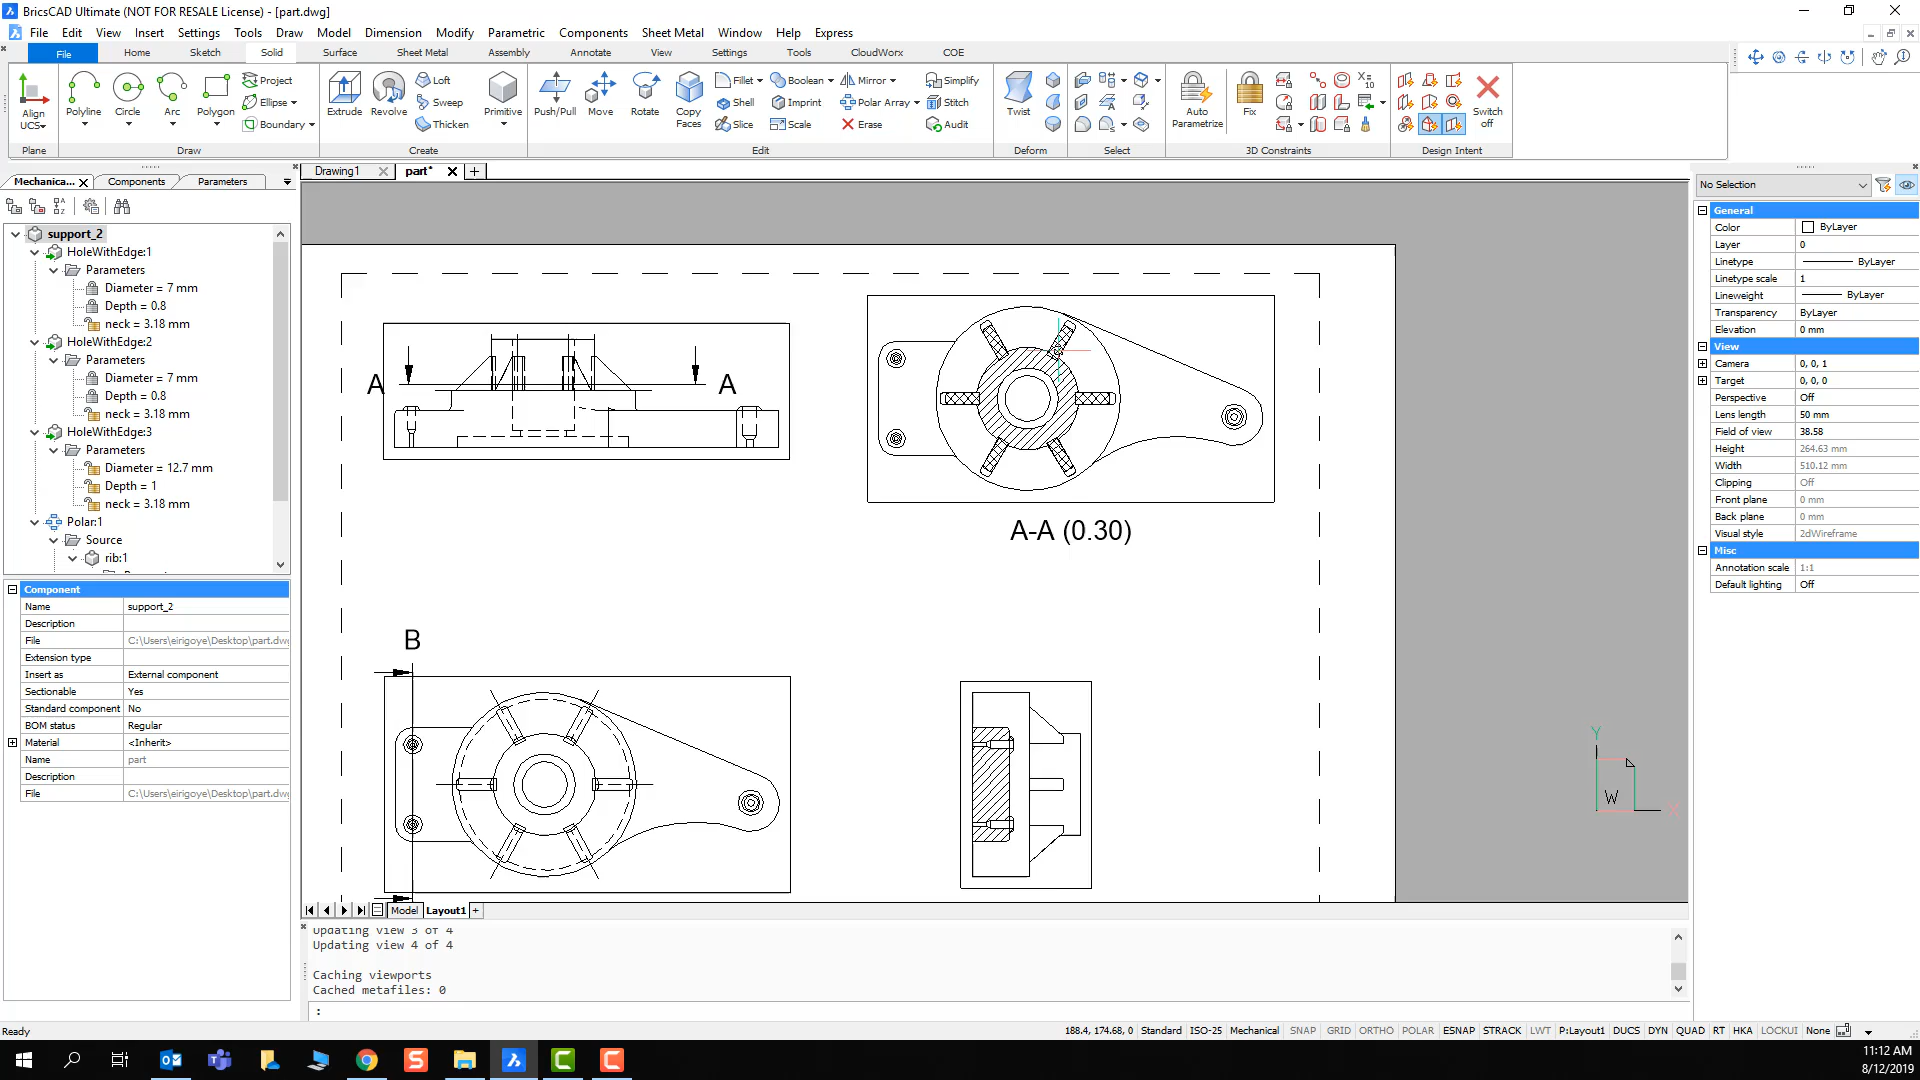 BricsCAD Ultimate (NOT FOR RESALE License) - [part.dwg]
File Edit View Insert Settings Tools Draw Model Dimension Modify Parametric Components Sheet Metal Window Help Express
File Home Sketch Solid Surface Sheet Metal Assembly Annotate View Settings Tools CloudWorx COE
Align UCS
Polyline
Circle
Arc
Polygon
Project
Ellipse
Boundary
Extrude
Revolve
Loft
Sweep
Thicken
Primitive
Push/Pull
Move
Rotate
Copy Faces
Fillet
Shell
Slice
Boolean
Imprint
Scale
Mirror
Polar Array
Erase
Simplify
Stitch
Audit
Twist
Auto Parametrize
Fix
Switch off
Plane Draw Create Edit Deform Select 3D Constraints Design Intent
Mechanica... Components Parameters
Drawing1 part*
support_2
HoleWithEdge:1
Parameters
Diameter = 7 mm
Depth = 0.8
neck = 3.18 mm
HoleWithEdge:2
Parameters
Diameter = 7 mm
Depth = 0.8
neck = 3.18 mm
HoleWithEdge:3
Parameters
Diameter = 12.7 mm
Depth = 1
neck = 3.18 mm
Polar:1
Source
rib:1
Component
Name support_2
Description
File C:\Users\eirigoye\Desktop\part.dwg
Extension type
Insert as External component
Sectionable Yes
Standard component No
BOM status Regular
Material <Inherit>
Name part
Description
File C:\Users\eirigoye\Desktop\part.dwg
A A
A-A (0.30)
B
Y
W
X
Model Layout1 +
Updating view 3 of 4
Updating view 4 of 4
Caching viewports
Cached metafiles: 0
:
No Selection
General
Color ByLayer
Layer 0
Linetype ByLayer
Linetype scale 1
Lineweight ByLayer
Transparency ByLayer
Elevation 0 mm
View
Camera 0, 0, 1
Target 0, 0, 0
Perspective Off
Lens length 50 mm
Field of view 38.58
Height 264.63 mm
Width 510.12 mm
Clipping Off
Front plane 0 mm
Back plane 0 mm
Visual style 2dWireframe
Misc
Annotation scale 1:1
Default lighting Off
Ready
188.4, 174.68, 0 Standard ISO-25 Mechanical SNAP GRID ORTHO POLAR ESNAP STRACK LWT P:Layout1 DUCS DYN QUAD RT HKA LOCKUI None
11:12 AM
8/12/2019